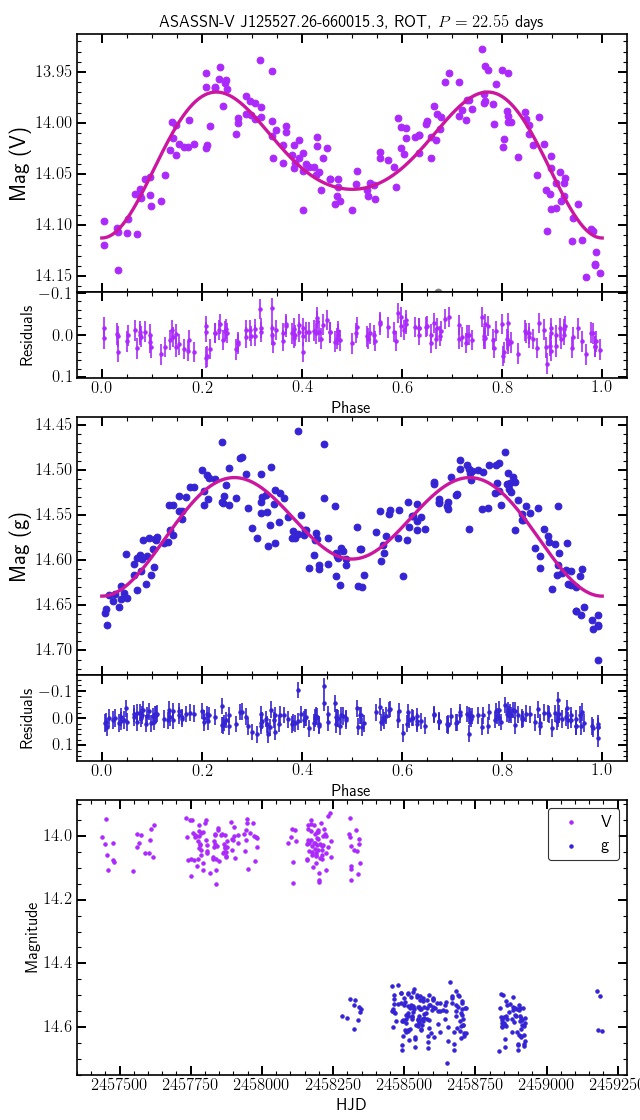 ASASSN-V J125527.26-660015.3, ROT, P = 22.55 days
Mag (V)
13.95
14.00
14.05
14.10
14.15
Residuals
−0.1
0.0
0.1
0.0 0.2 0.4 0.6 0.8 1.0
Phase
Mag (g)
14.45
14.50
14.55
14.60
14.65
14.70
Residuals
−0.1
0.0
0.1
0.0 0.2 0.4 0.6 0.8 1.0
Phase
Magnitude
14.0
14.2
14.4
14.6
V
g
2457500 2457750 2458000 2458250 2458500 2458750 2459000 2459250
HJD